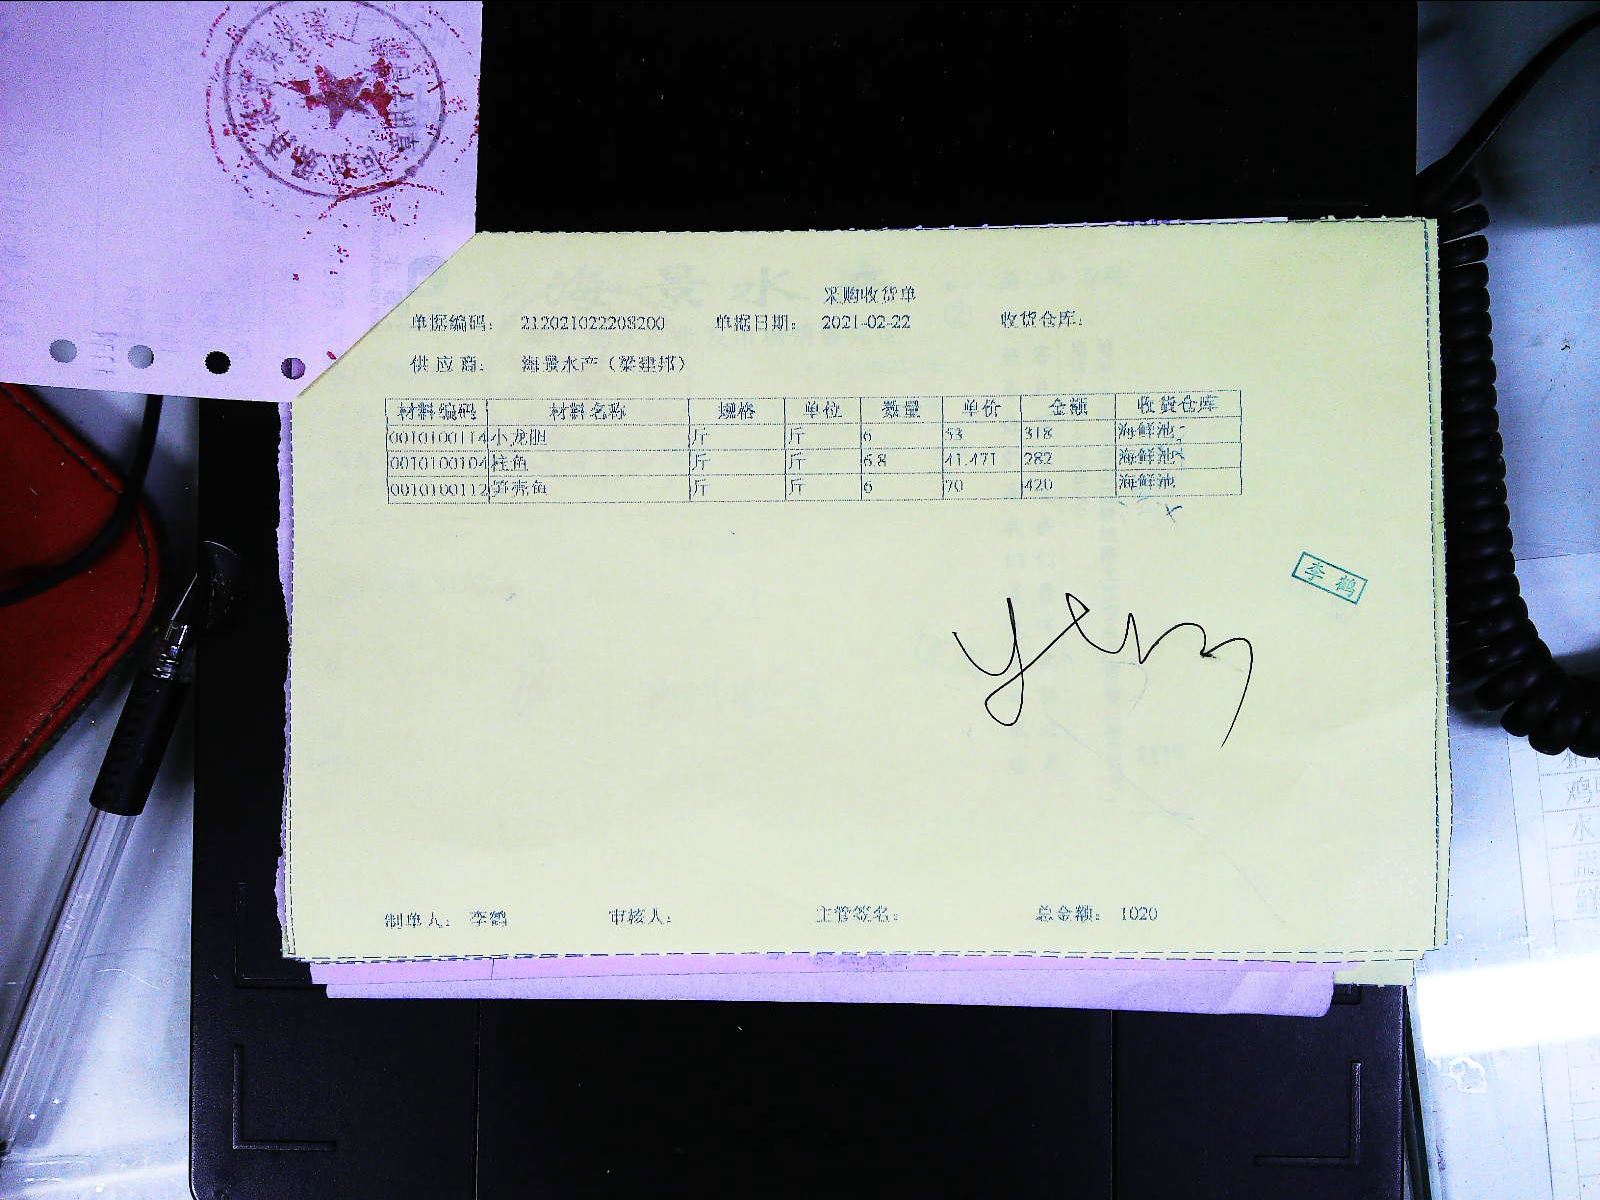 采购收货单
单据编码: 212021022208200 单据日期: 2021-02-22 收货仓库:
供应商: 海景水产（梁建邦）
材料编码 材料名称 规格 单位 数量 单价 金额 收货仓库
0010100114 小龙胆 斤 斤 6 53 318 海鲜池
0010100104 桂鱼 斤 斤 6.8 41.471 282 海鲜池
0010100112 笋壳鱼 斤 斤 6 70 420 海鲜池
李鹤
制单人: 李鹤 审核人: 主管签名: 总金额: 1020